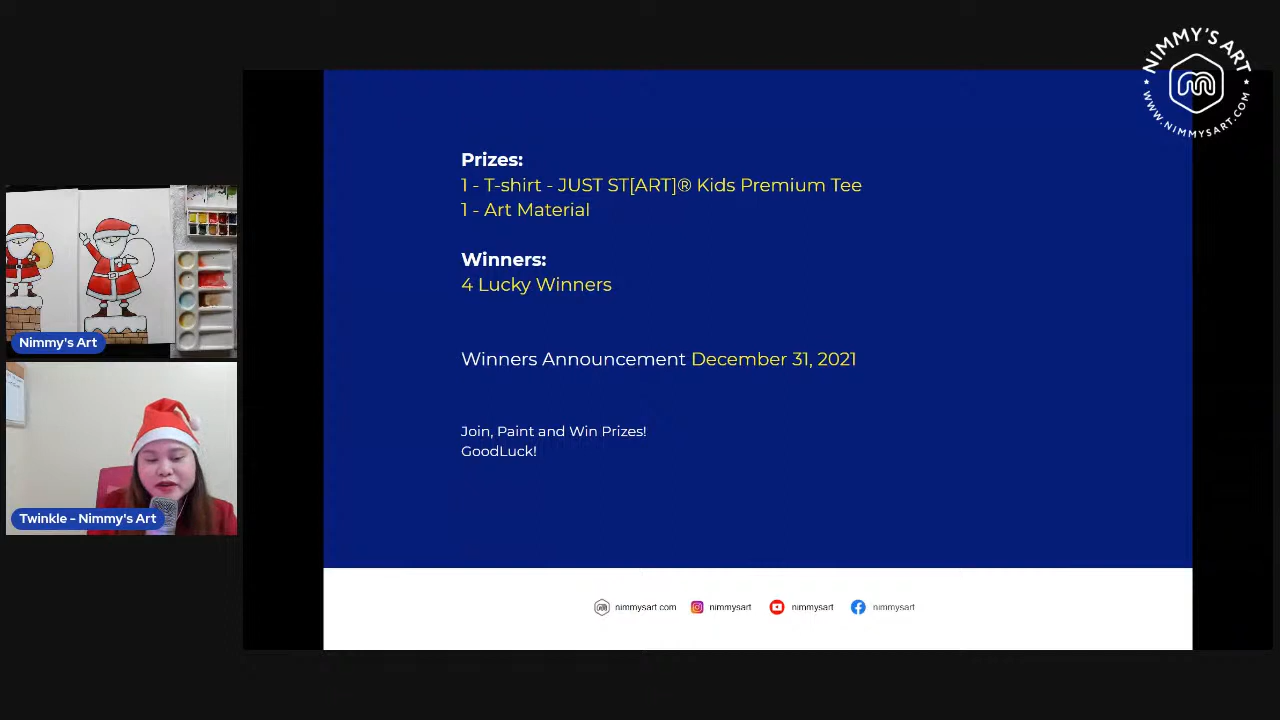 NIMMY'S ART
WWW.NIMMYSART.COM
Prizes:
1 - T-shirt - JUST ST[ART]® Kids Premium Tee
1 - Art Material
Winners:
4 Lucky Winners
Winners Announcement December 31, 2021
Join, Paint and Win Prizes!
GoodLuck!
Nimmy's Art
Twinkle - Nimmy's Art
nimmysart.com nimmysart nimmysart nimmysart